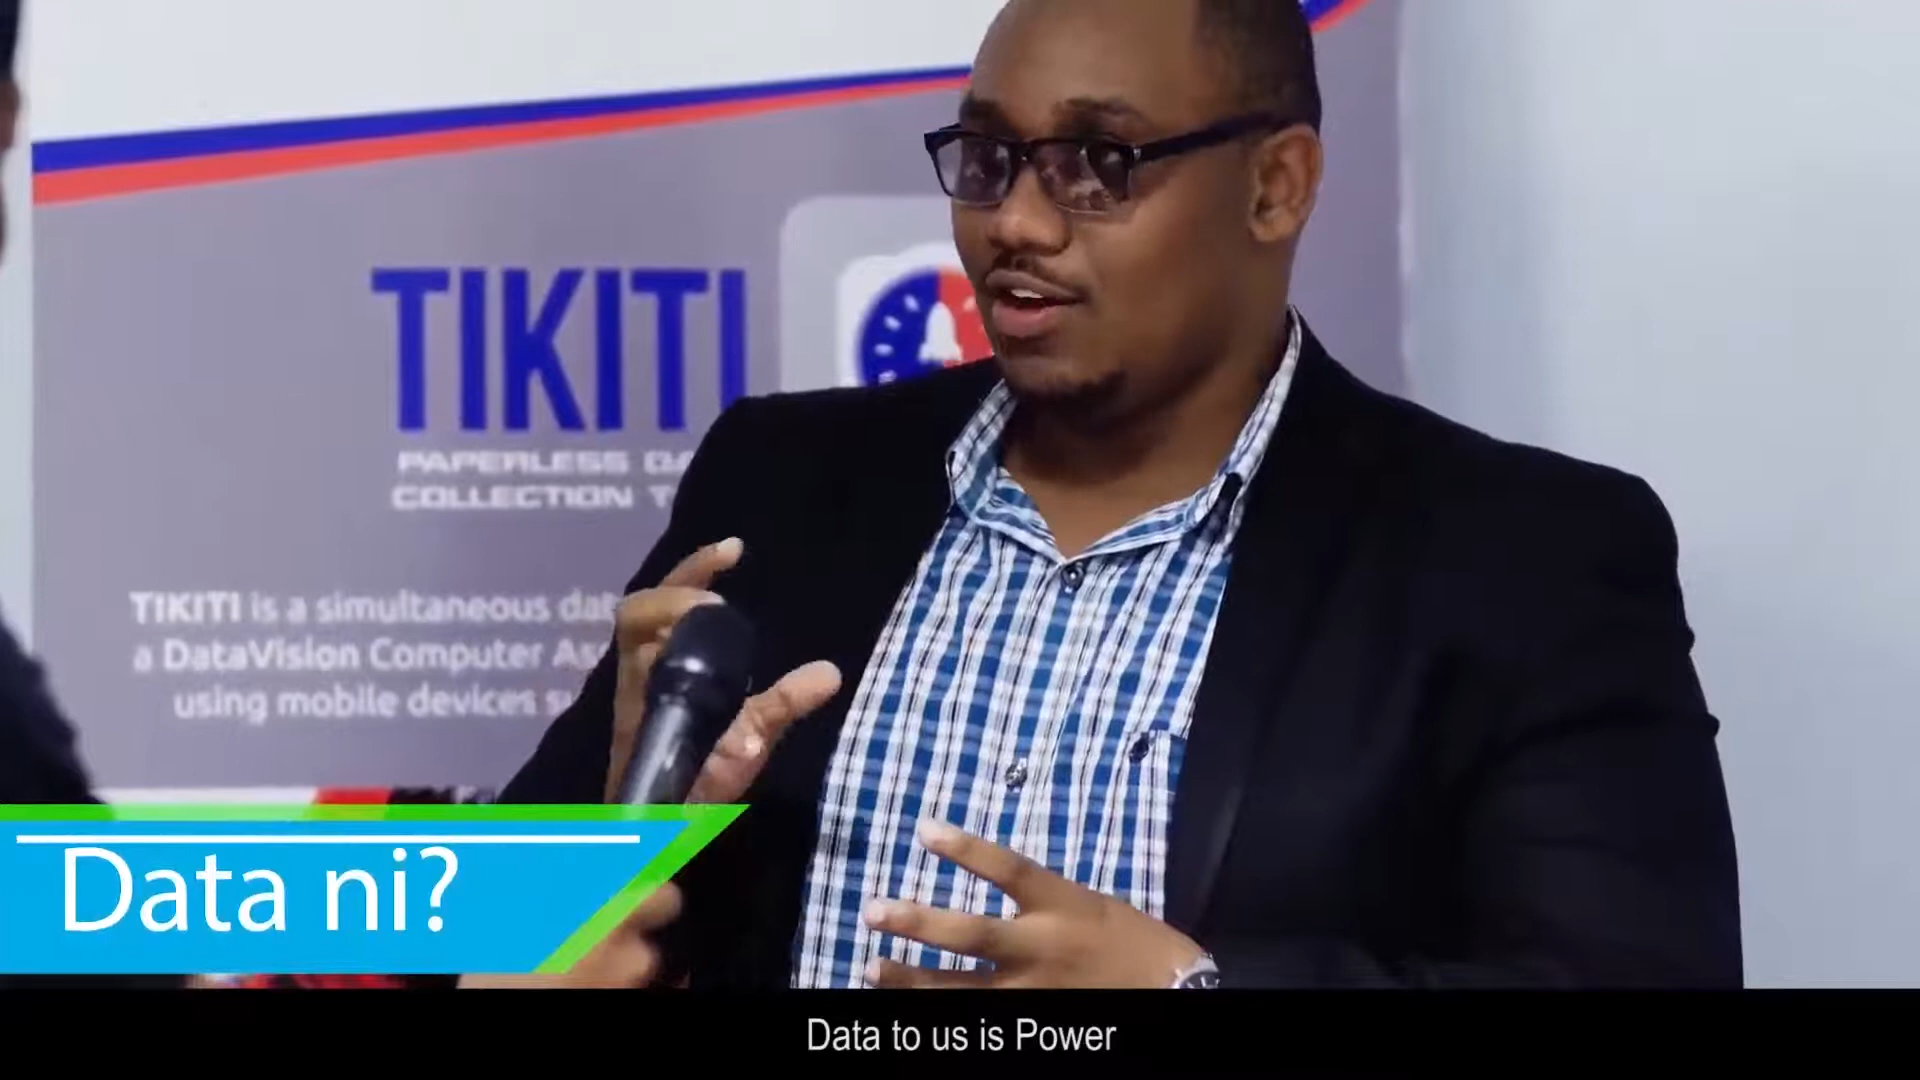 TIKITI
PAPERLESS
COLLECTION
TIKITI is a simultaneous
a DataVision Computer
using mobile devices
Data ni?
Data to us is Power